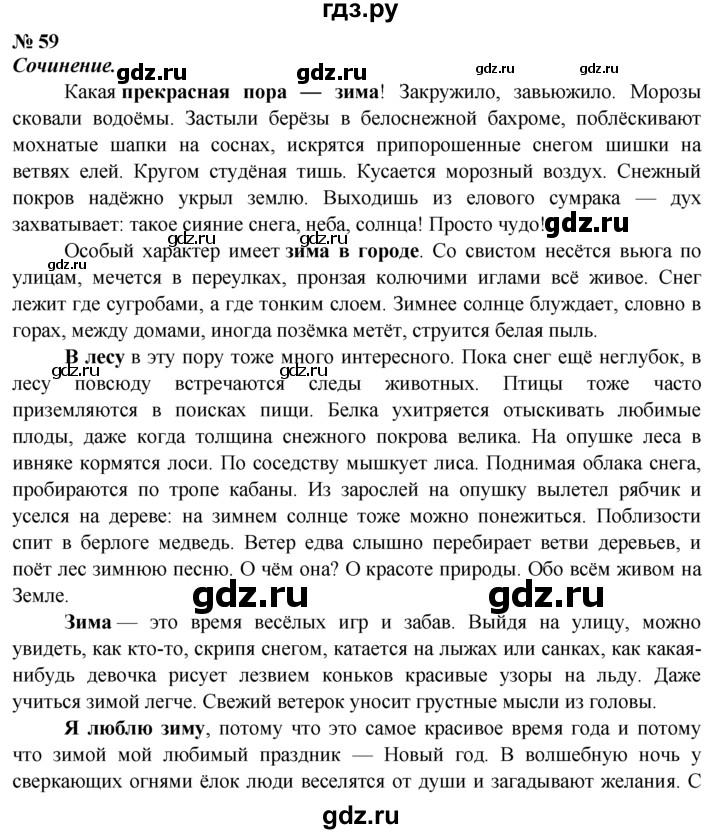 гдз.ру
№ 59
Сочинение.
gdz.ru
gdz.ru
gdz.ru
Какая прекрасная пора — зима! Закружило, завьюжило. Морозы
сковали водоёмы. Застыли берёзы в белоснежной бахроме, поблёскивают
мохнатые шапки на соснах, искрятся припорошенные снегом шишки на
ветвях елей. Кругом студёная тишь. Кусается морозный воздух. Снежный
покров надёжно укрыл землю. Выходишь из елового сумрака — дух
захватывает: такое сияние снега, неба, солнца! Просто чудо!
gdz.ru
gdz.ru
gdz.ru
Особый характер имеет зима в городе. Со свистом несётся вьюга по
gdz.ru
улицам, мечется в переулках, пронзая колючими иглами всё живое. Снег
лежит где сугробами, а где тонким слоем. Зимнее солнце блуждает, словно в
горах, между домами, иногда позёмка метёт, струится белая пыль.
В лесу в эту пору тоже много интересного. Пока снег ещё неглубок, в
gdz.ru
gdz.ru
gdz.ru
лесу повсюду встречаются следы животных. Птицы тоже часто
приземляются в поисках пищи. Белка ухитряется отыскивать любимые
плоды, даже когда толщина снежного покрова велика. На опушке леса в
ивняке кормятся лоси. По соседству мышкует лиса. Поднимая облака снега,
пробираются по тропе кабаны. Из зарослей на опушку вылетел рябчик и
уселся на дереве: на зимнем солнце тоже можно понежиться. Поблизости
спит в берлоге медведь. Ветер едва слышно перебирает ветви деревьев, и
поёт лес зимнюю песню. О чём она? О красоте природы. Обо всём живом на
Земле.
gdz.ru
gdz.ru
gdz.ru
Зима — это время весёлых игр и забав. Выйдя на улицу, можно
увидеть, как кто-то, скрипя снегом, катается на лыжах или санках, как какая-
нибудь девочка рисует лезвием коньков красивые узоры на льду. Даже
учиться зимой легче. Свежий ветерок уносит грустные мысли из головы.
Я люблю зиму, потому что это самое красивое время года и потому
что зимой мой любимый праздник — Новый год. В волшебную ночь у
gdz.ru
gdz.ru
gdz.ru
сверкающих огнями ёлок люди веселятся от души и загадывают желания. С
gdz.ru